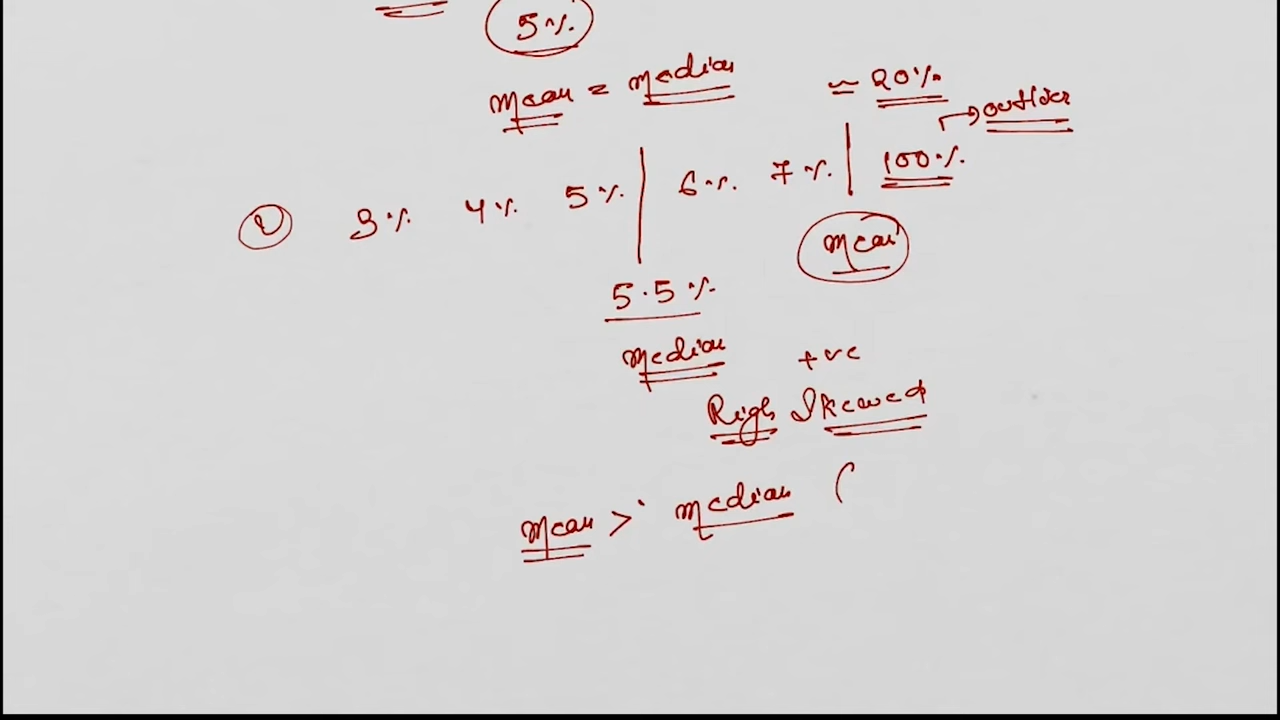 5%
mean = median
≈ 20%
→ outlier
② 3% 4% 5% | 6% 7% | 100%
mean
5.5%
median
+ve
Righ Skewed
mean > median (